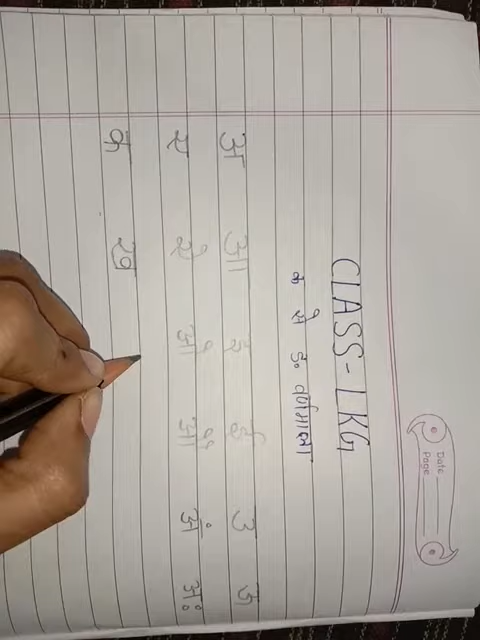 Date
Page
CLASS-LKG
क से ङ वर्णमाला
अ आ इ ई उ ऊ
ए ऐ ओ औ अं अः
क ख